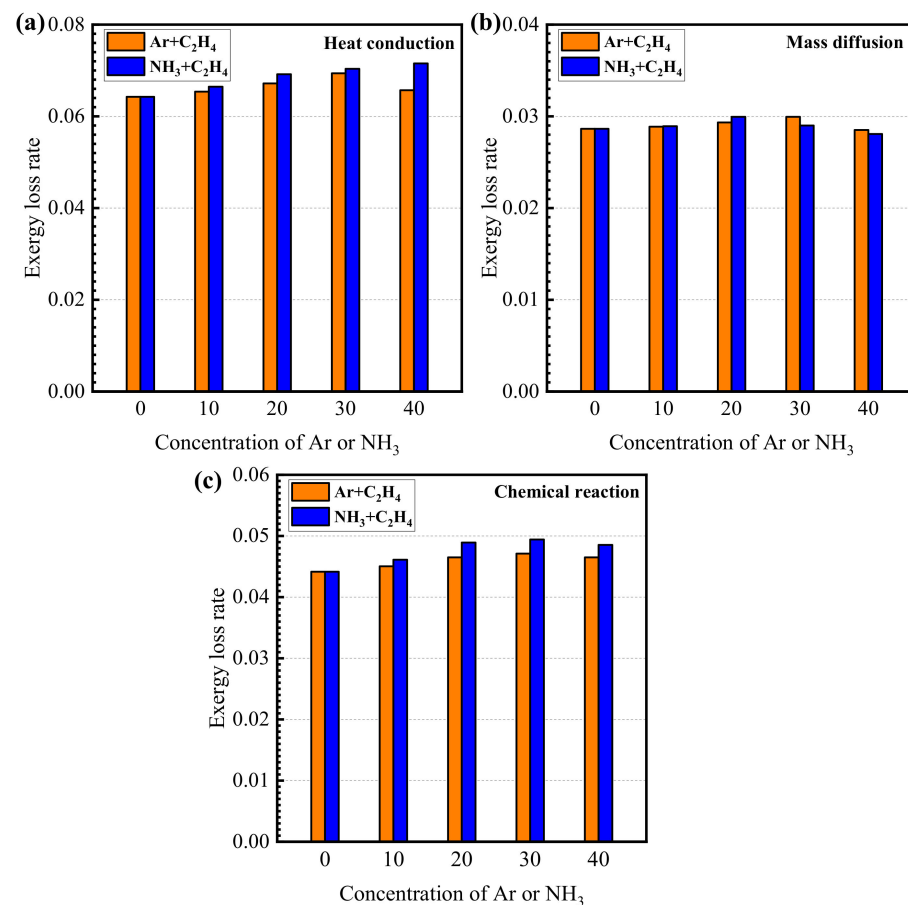 (a)
Ar+C₂H₄
NH₃+C₂H₄
Heat conduction
0.08
0.06
0.04
0.02
0.00
Exergy loss rate
0 10 20 30 40
Concentration of Ar or NH₃
(b)
Ar+C₂H₄
NH₃+C₂H₄
Mass diffusion
0.04
0.03
0.02
0.01
0.00
Exergy loss rate
0 10 20 30 40
Concentration of Ar or NH₃
(c)
Ar+C₂H₄
NH₃+C₂H₄
Chemical reaction
0.06
0.05
0.04
0.03
0.02
0.01
0.00
Exergy loss rate
0 10 20 30 40
Concentration of Ar or NH₃